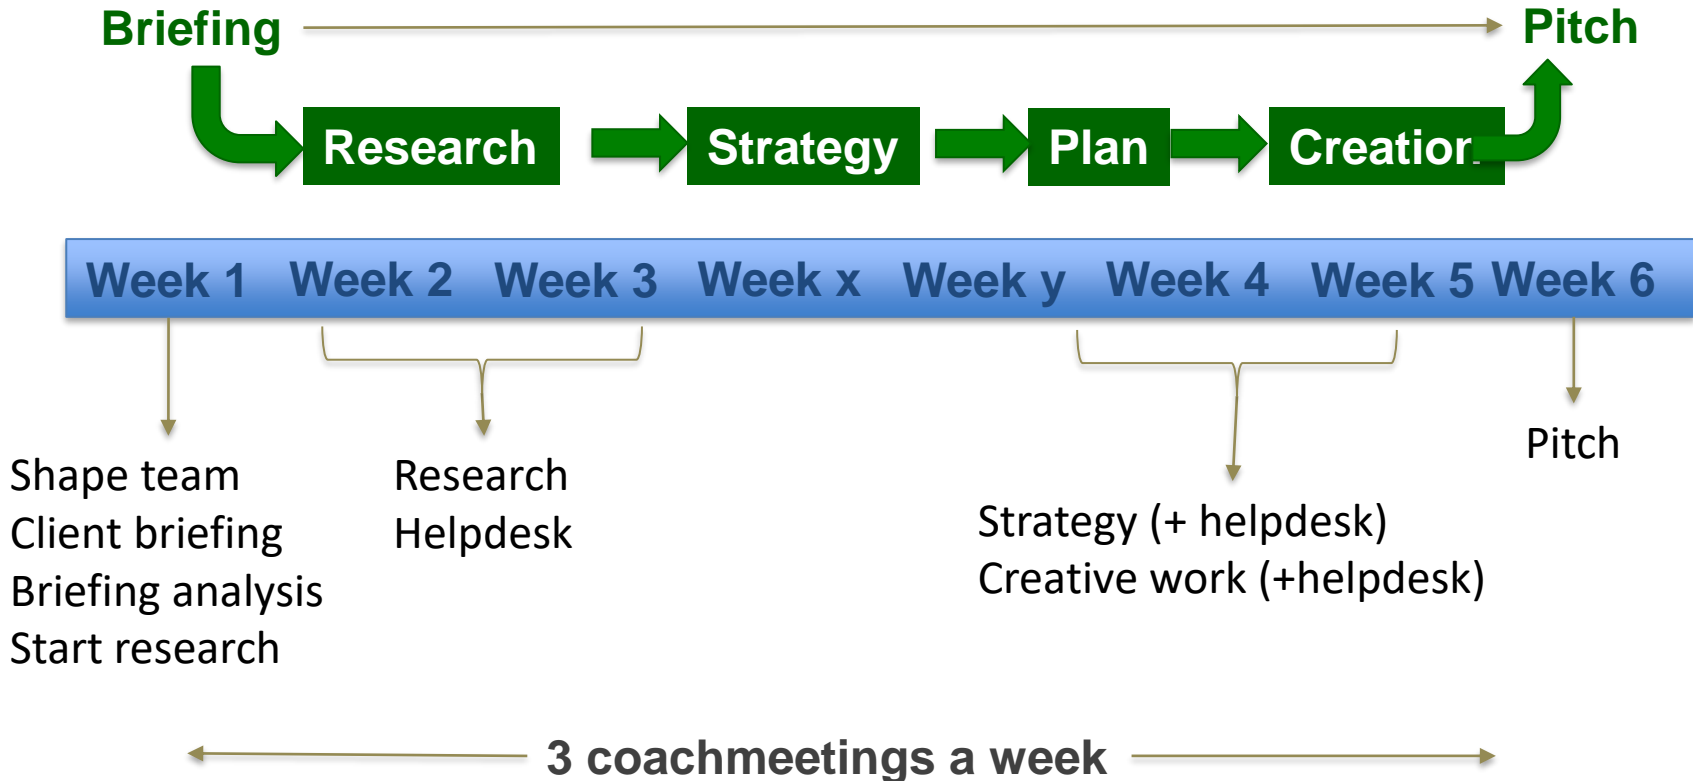 Briefing
Pitch
Research
Strategy
Plan
Creation
Week 1
Week 2
Week 3
Week x
Week y
Week 4
Week 5
Week 6
Shape team
Client briefing
Briefing analysis
Start research
Research
Helpdesk
Strategy (+ helpdesk)
Creative work (+helpdesk)
Pitch
3 coachmeetings a week